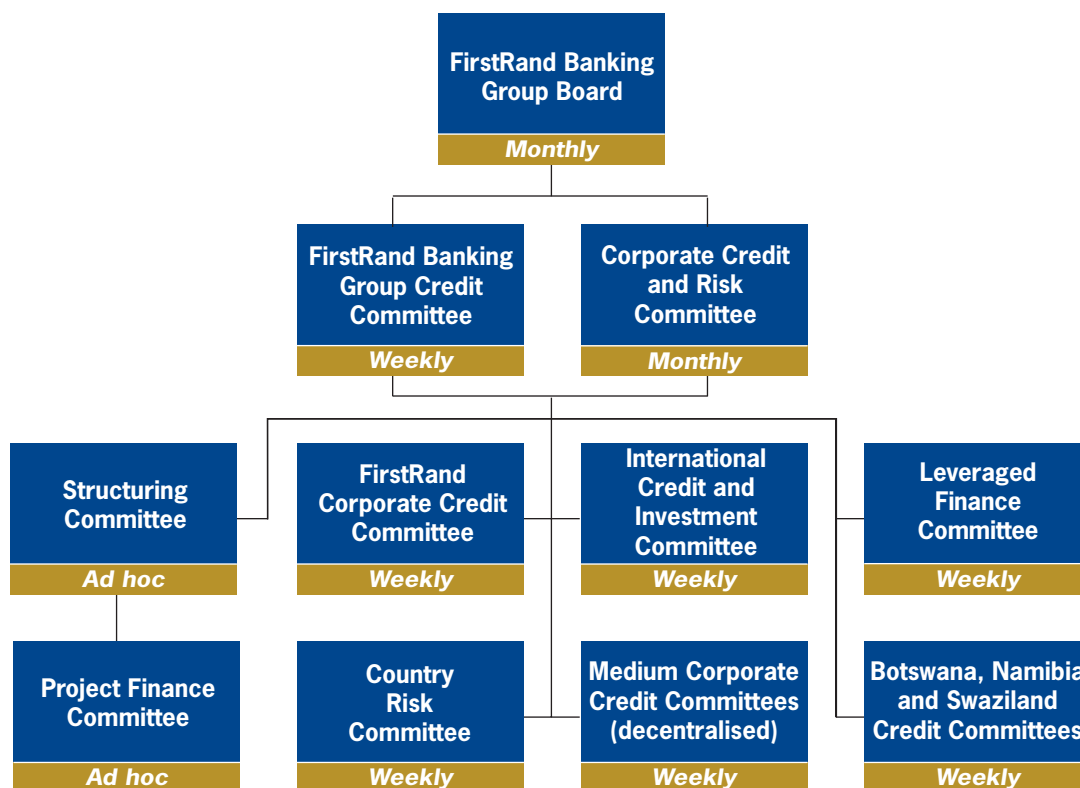 FirstRand Banking
Group Board
Monthly
FirstRand Banking
Group Credit
Committee
Weekly
Corporate Credit
and Risk
Committee
Monthly
Structuring
Committee
Ad hoc
FirstRand
Corporate Credit
Committee
Weekly
International
Credit and
Investment
Committee
Weekly
Leveraged
Finance
Committee
Weekly
Project Finance
Committee
Ad hoc
Country
Risk
Committee
Weekly
Medium Corporate
Credit Committees
(decentralised)
Weekly
Botswana, Namibia
and Swaziland
Credit Committees
Weekly